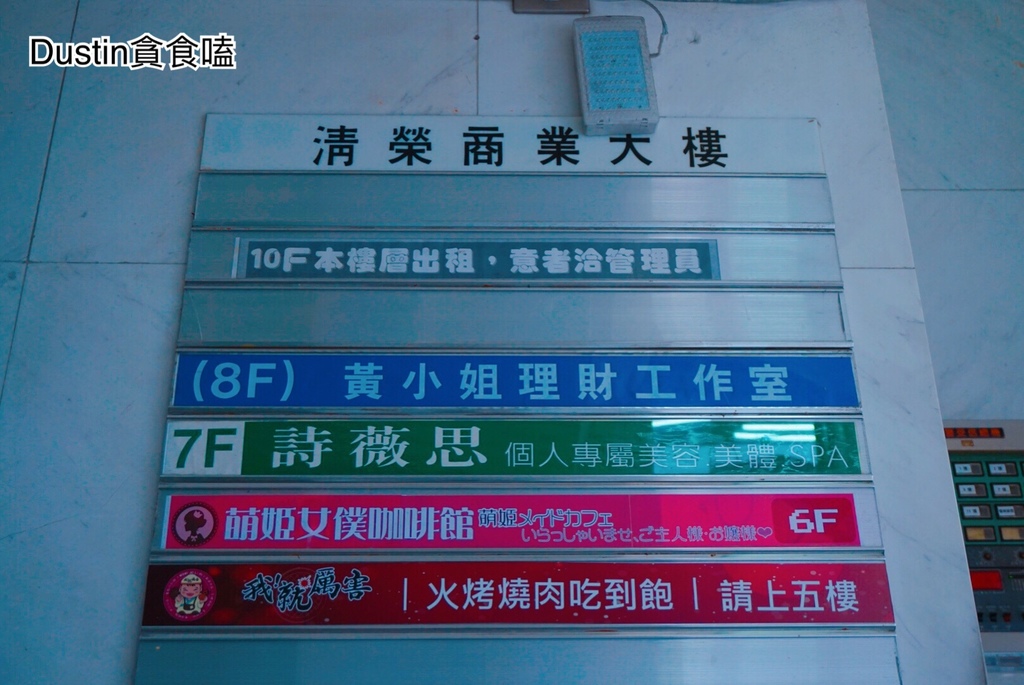 Dustin貪食嗑
清榮商業大樓
10F本樓層出租，意者洽管理員
(8F) 黃小姐理財工作室
7F 詩薇思 個人專屬美容 美體 SPA
萌姬女僕咖啡館 萌姬メイドカフェ 6F
いらっしゃいませ、ご主人様・お嬢様♡
我!就厲害 | 火烤燒肉吃到飽 | 請上五樓